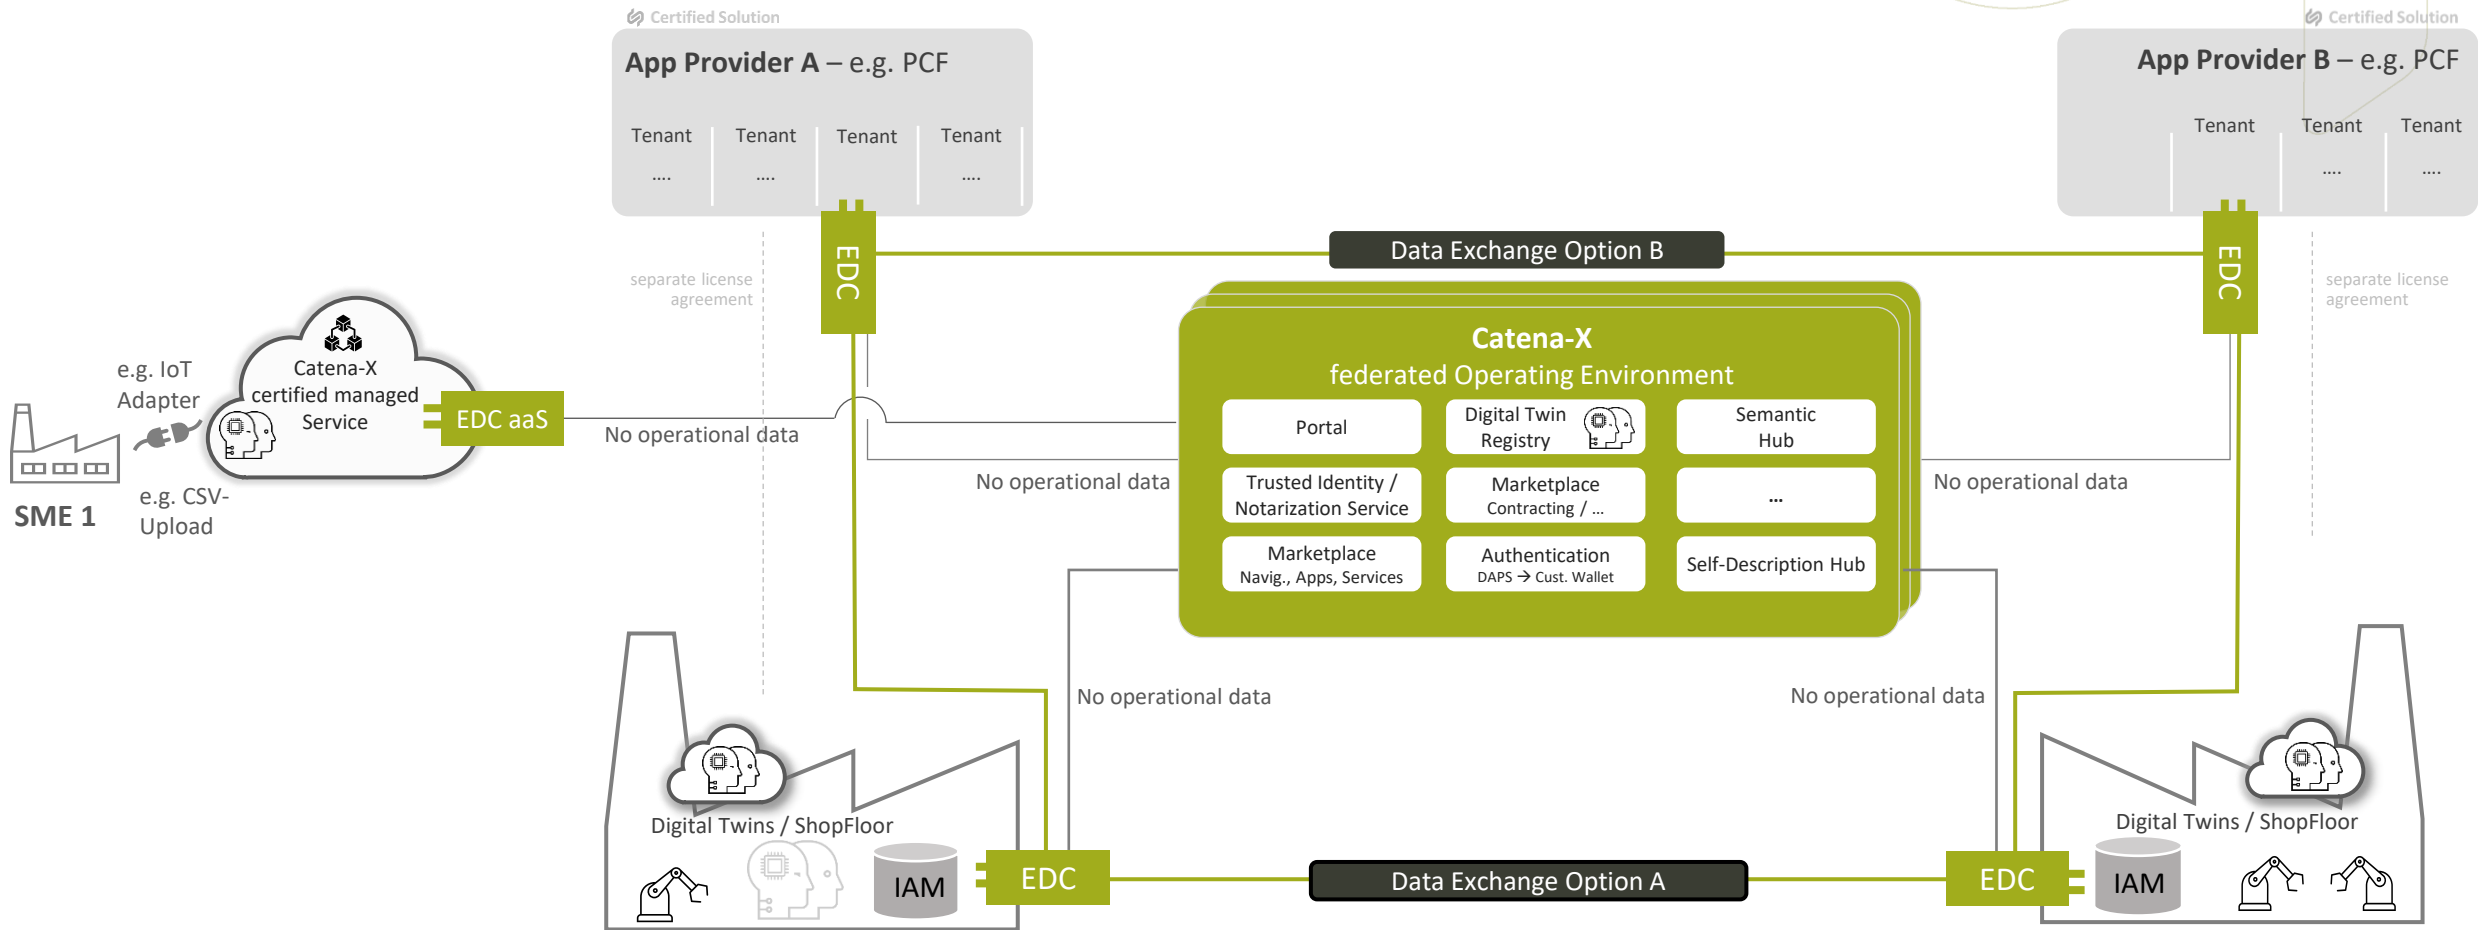 Certified Solution
App Provider A – e.g. PCF
Tenant
Tenant
Tenant
Tenant
....
....
....
EDC
separate license
agreement
Certified Solution
App Provider B – e.g. PCF
Tenant
Tenant
Tenant
....
....
EDC
separate license
agreement
Data Exchange Option B
Catena-X
federated Operating Environment
Portal
Digital Twin
Registry
Semantic
Hub
Trusted Identity /
Notarization Service
Marketplace
Contracting / ...
...
Marketplace
Navig., Apps, Services
Authentication
DAPS → Cust. Wallet
Self-Description Hub
e.g. IoT
Adapter
Catena-X
certified managed
Service
EDC aaS
SME 1
e.g. CSV-
Upload
No operational data
No operational data
No operational data
No operational data
No operational data
Digital Twins / ShopFloor
IAM
EDC
Data Exchange Option A
EDC
IAM
Digital Twins / ShopFloor